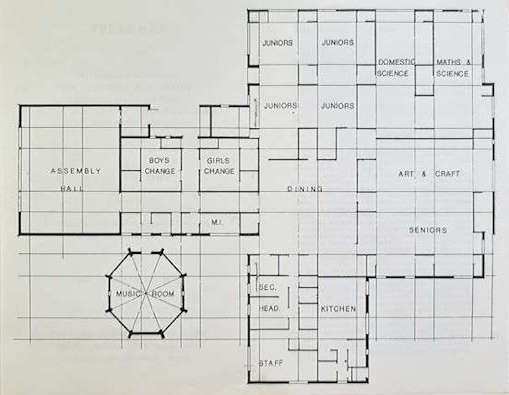 JUNIORS
JUNIORS
DOMESTIC
SCIENCE
MATHS &
SCIENCE
JUNIORS
JUNIORS
ASSEMBLY
HALL
BOYS
CHANGE
GIRLS
CHANGE
DINING
ART & CRAFT
M.I.
SENIORS
MUSIC ROOM
SEC.
HEAD.
KITCHEN
STAFF